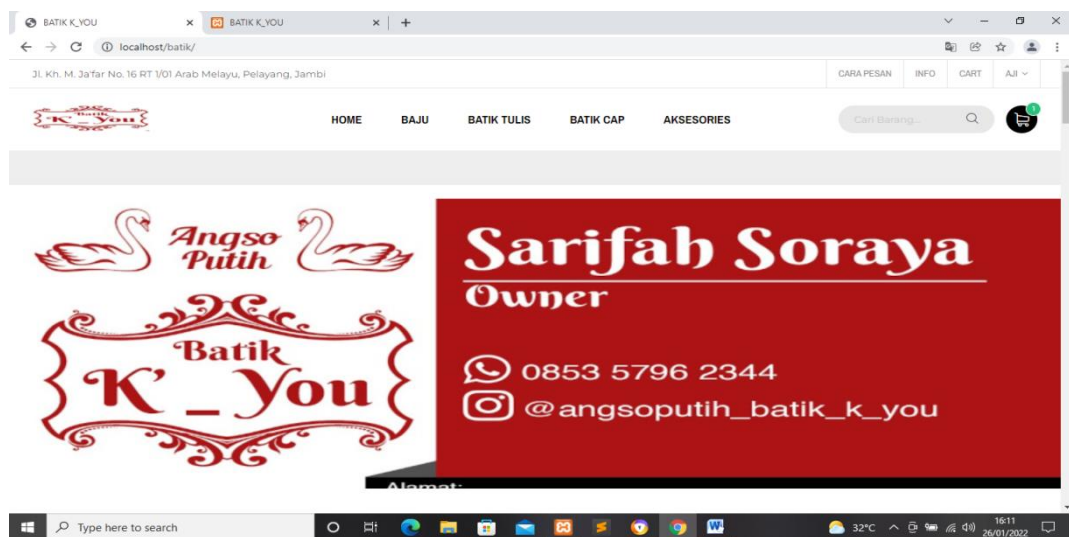 BATIK K_YOU
BATIK K_YOU
localhost/batik/
Jl. Kh. M. Ja'far No. 16 RT 1/01 Arab Melayu, Pelayang, Jambi
CARA PESAN INFO CART AJI
Batik
K'_You
HOME BAJU BATIK TULIS BATIK CAP AKSESORIES
Cari Barang...
1
Angso
Putih
Batik
K'_You
Sarifah Soraya
Owner
0853 5796 2344
@angsoputih_batik_k_you
Alamat:
Type here to search
32°C
16:11
26/01/2022